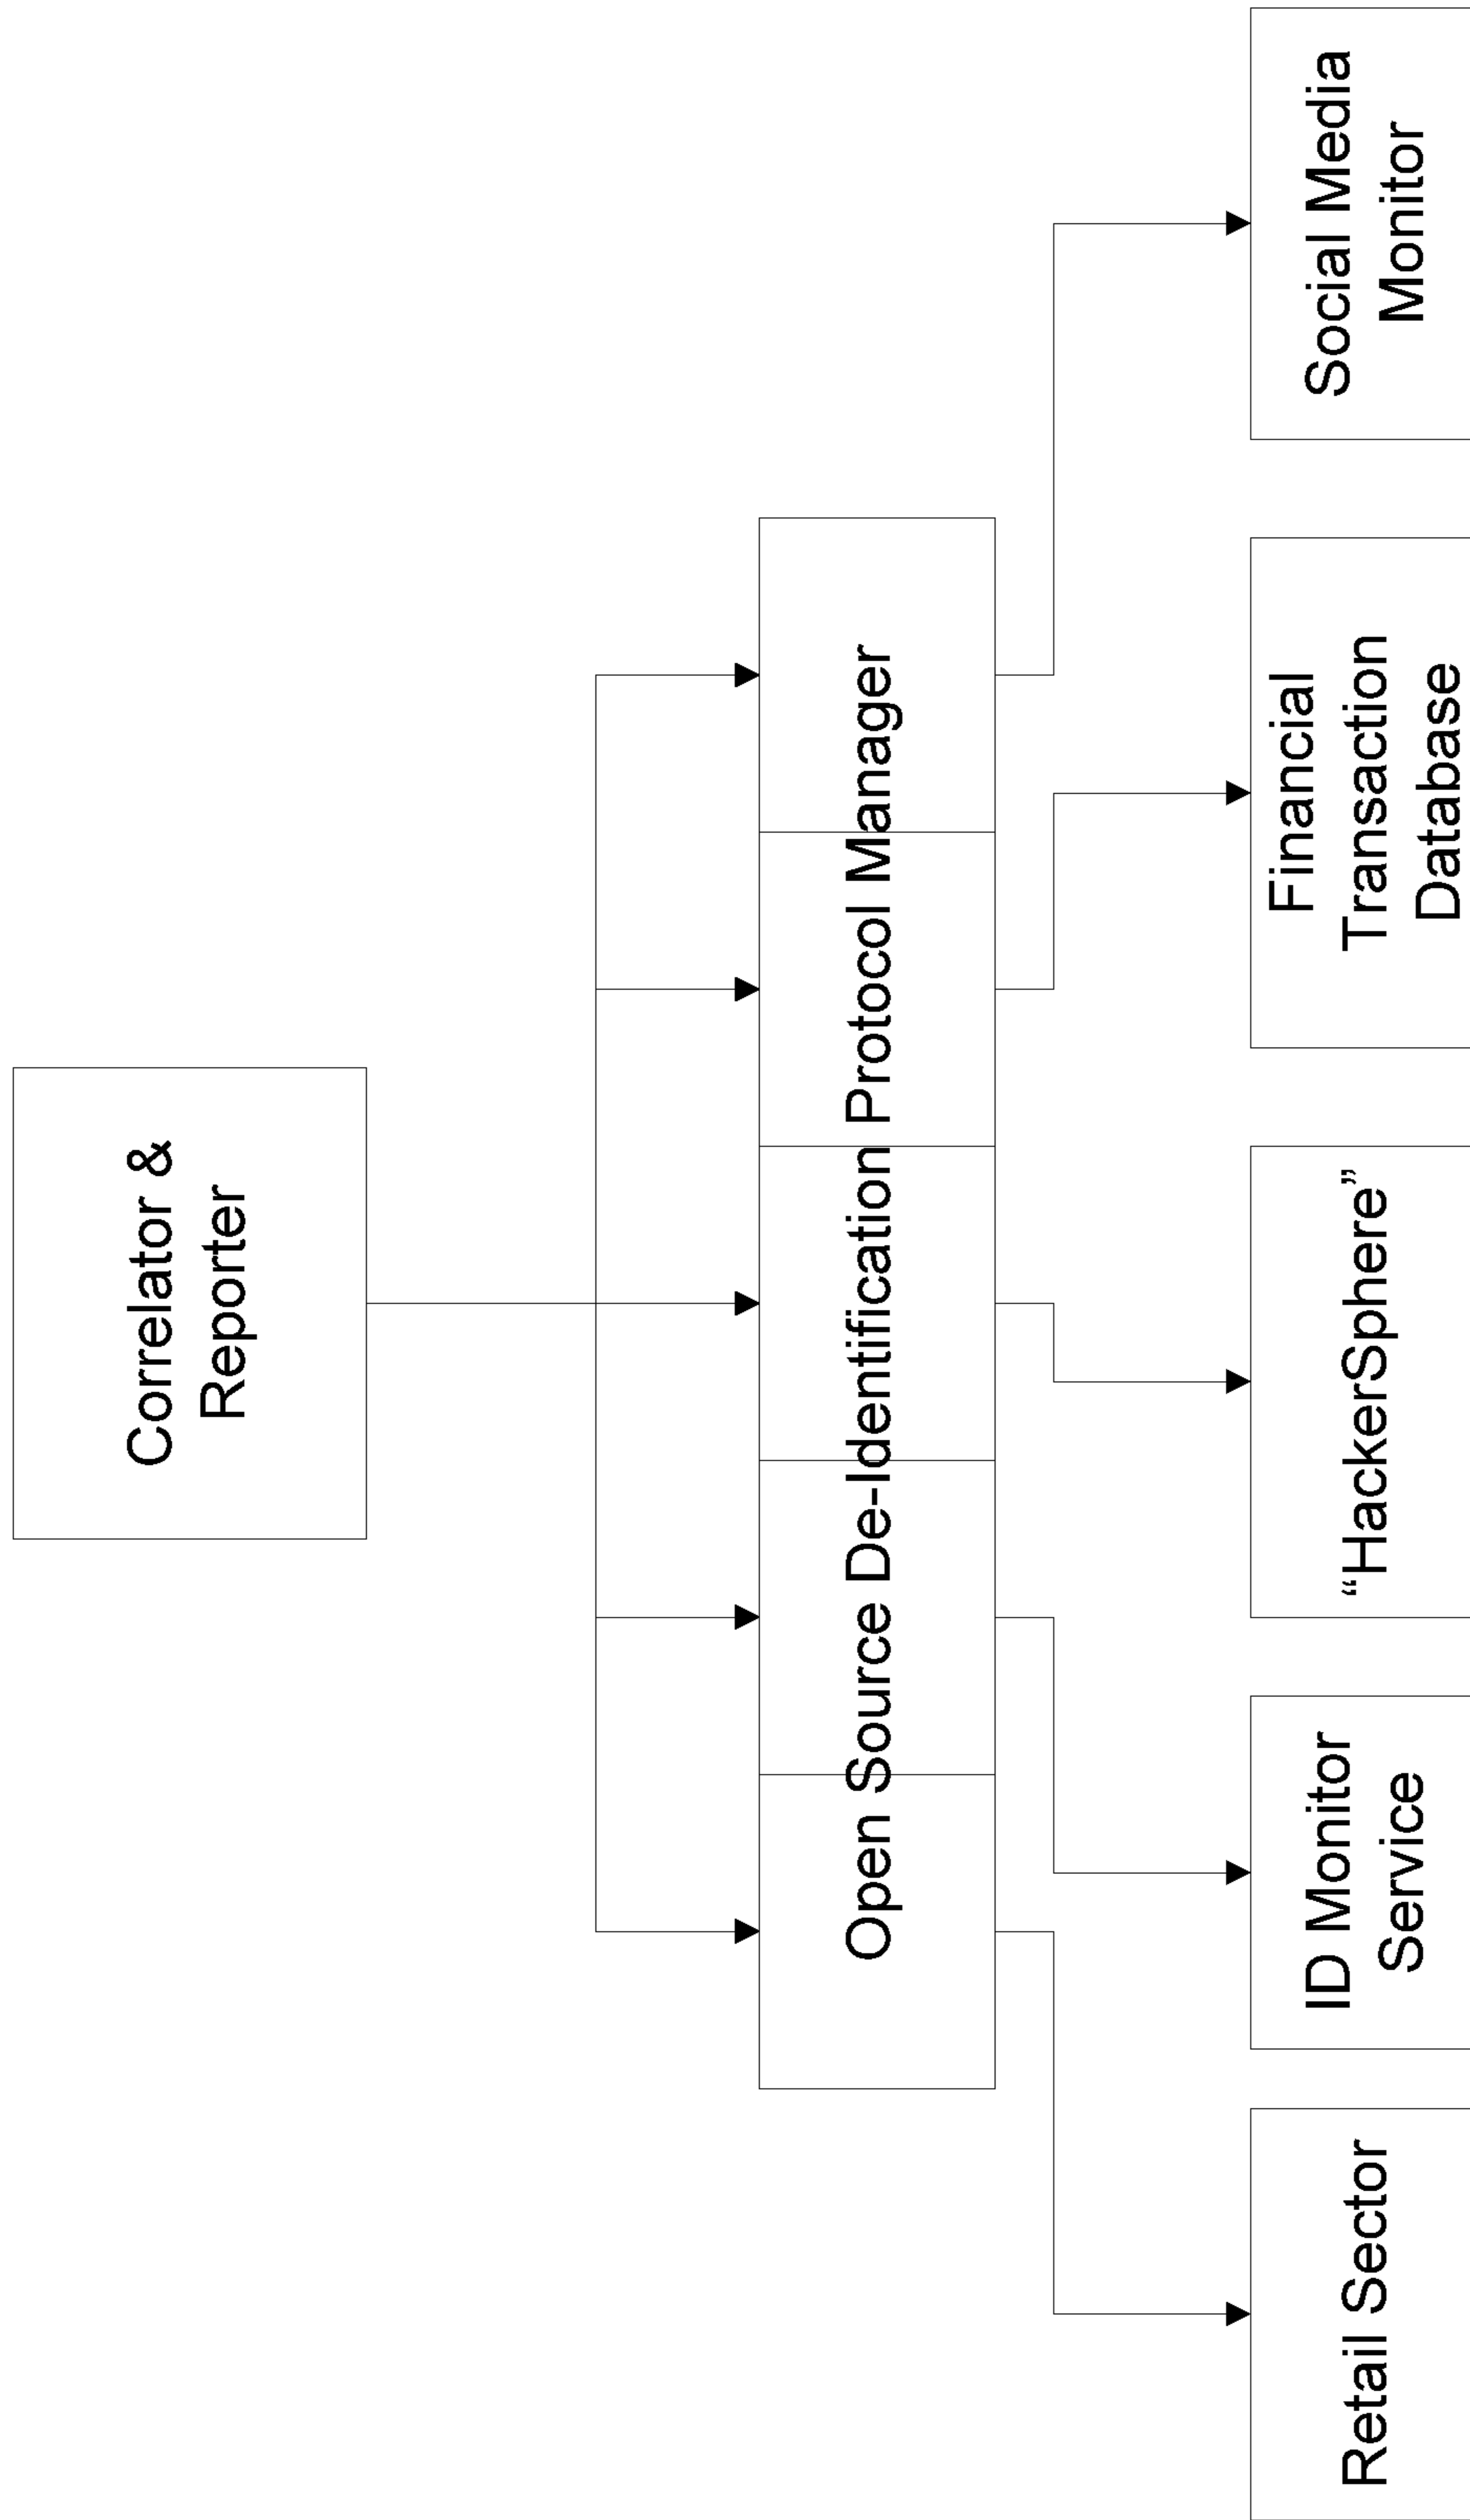 Correlator &
Reporter
Open Source De-Identification Protocol Manager
Retail Sector
ID Monitor
Service
“HackerSphere”
Financial
Transaction
Database
Social Media
Monitor